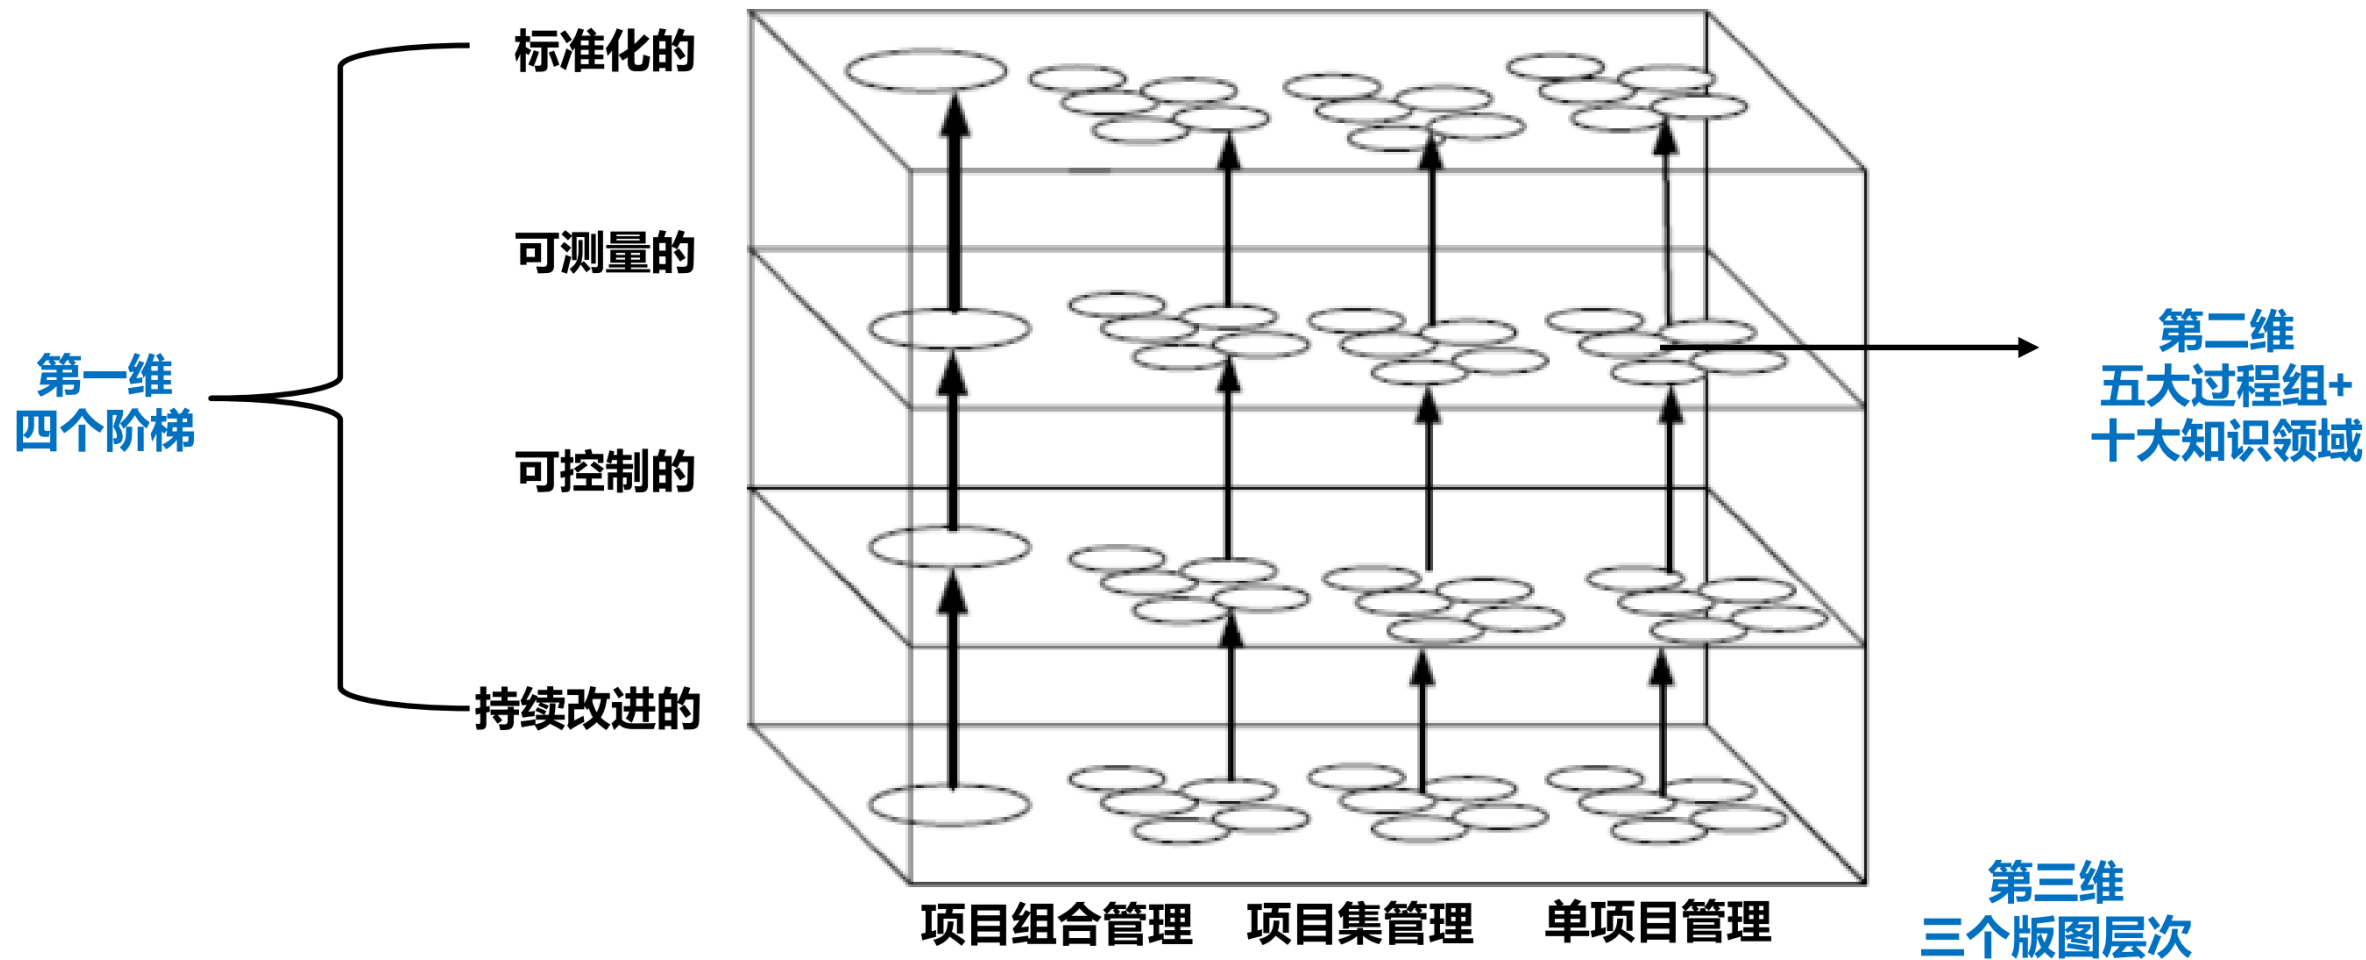 标准化的
可测量的
第一维
四个阶梯
可控制的
持续改进的
第二维
五大过程组+
十大知识领域
项目组合管理
项目集管理
单项目管理
第三维
三个版图层次